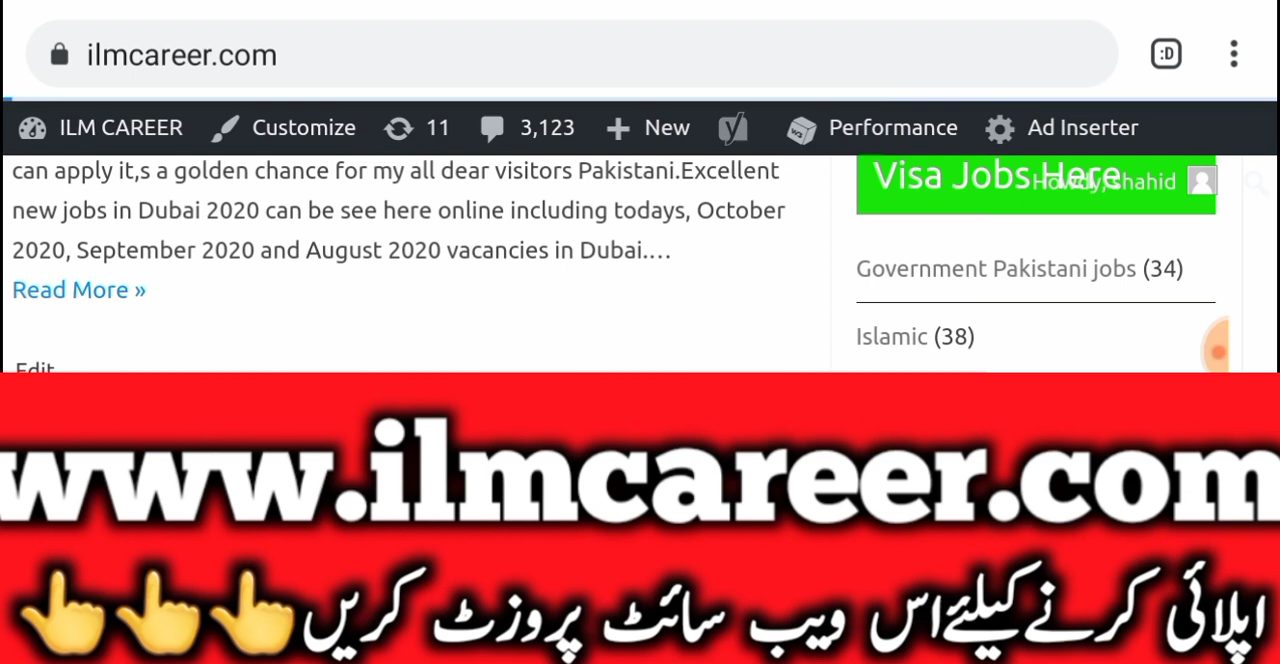 ilmcareer.com :D
ILM CAREER Customize 11 3,123 New Performance Ad Inserter
can apply it,s a golden chance for my all dear visitors Pakistani.Excellent
new jobs in Dubai 2020 can be see here online including todays, October
2020, September 2020 and August 2020 vacancies in Dubai.…
Read More »
Edit
Visa Jobs Here
Howdy, shahid
Government Pakistani jobs (34)
Islamic (38)
www.ilmcareer.com
اپلائی کرنے کیلئے اس ویب سائٹ پر وزٹ کریں